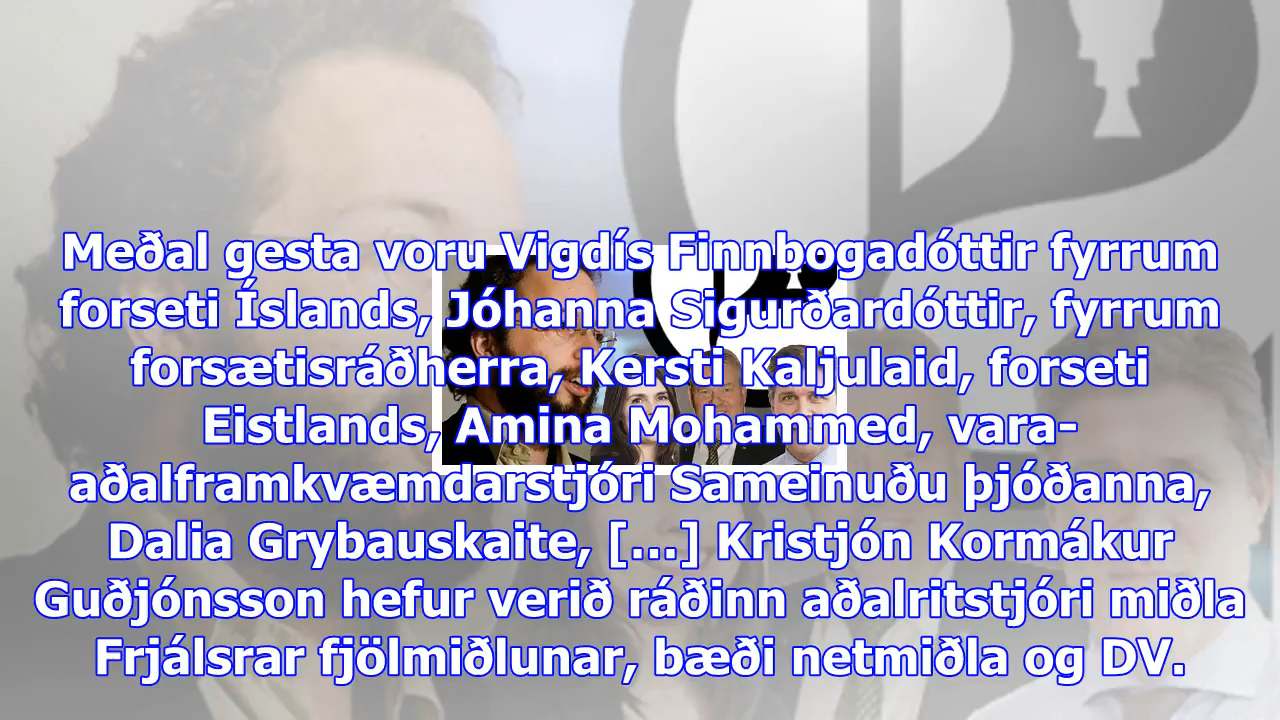 Meðal gesta voru Vigdís Finnbogadóttir fyrrum
forseti Íslands, Jóhanna Sigurðardóttir, fyrrum
forsætisráðherra, Kersti Kaljulaid, forseti
Eistlands, Amina Mohammed, vara-
aðalframkvæmdarstjóri Sameinuðu þjóðanna,
Dalia Grybauskaite, [...] Kristjón Kormákur
Guðjónsson hefur verið ráðinn aðalritstjóri miðla
Frjálsrar fjölmiðlunar, bæði netmiðla og DV.